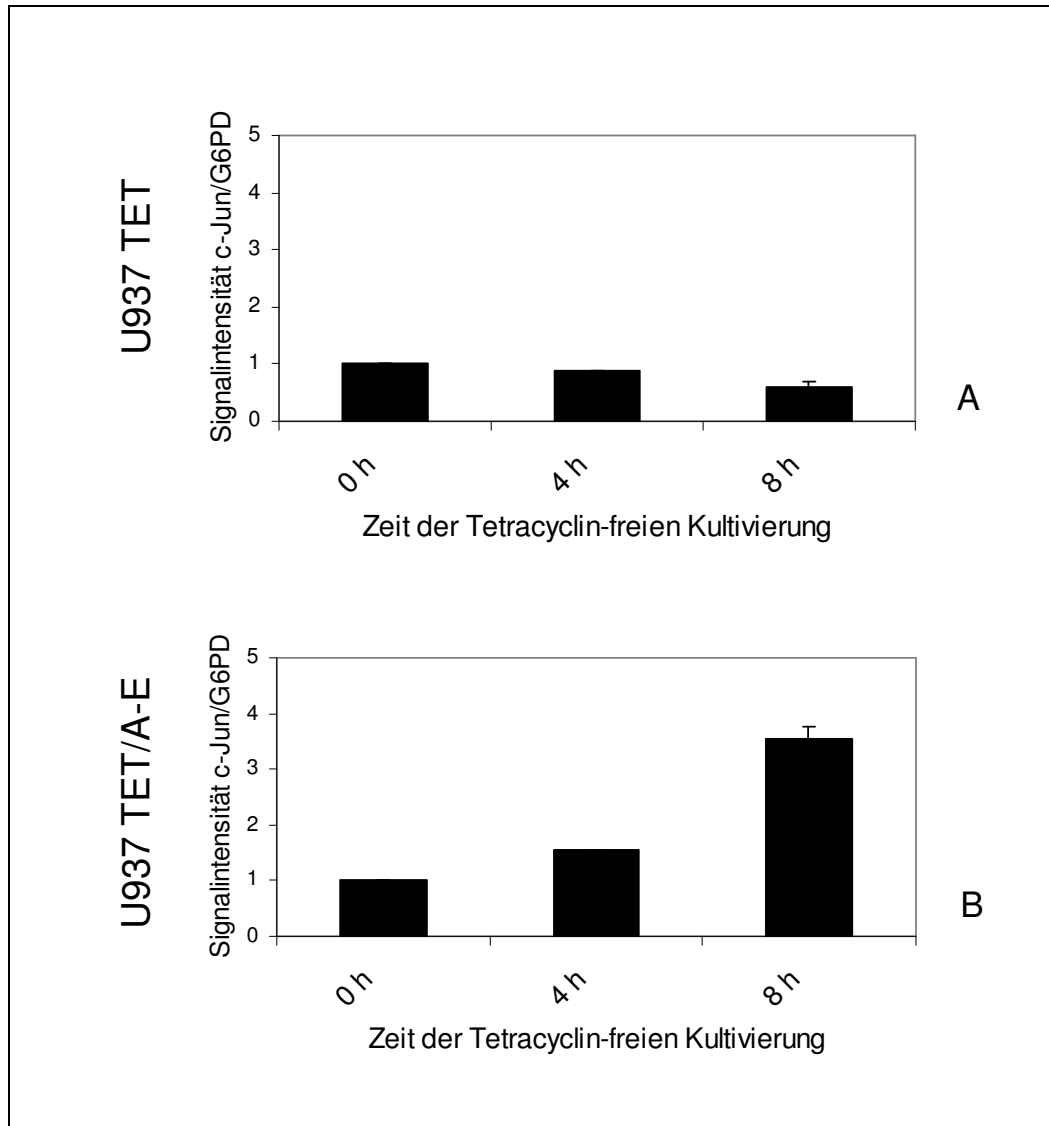 U937 TET
Signalintensität c-Jun/G6PD
5
4
3
2
1
0
0 h
4 h
8 h
Zeit der Tetracyclin-freien Kultivierung
A
U937 TET/A-E
Signalintensität c-Jun/G6PD
5
4
3
2
1
0
0 h
4 h
8 h
Zeit der Tetracyclin-freien Kultivierung
B